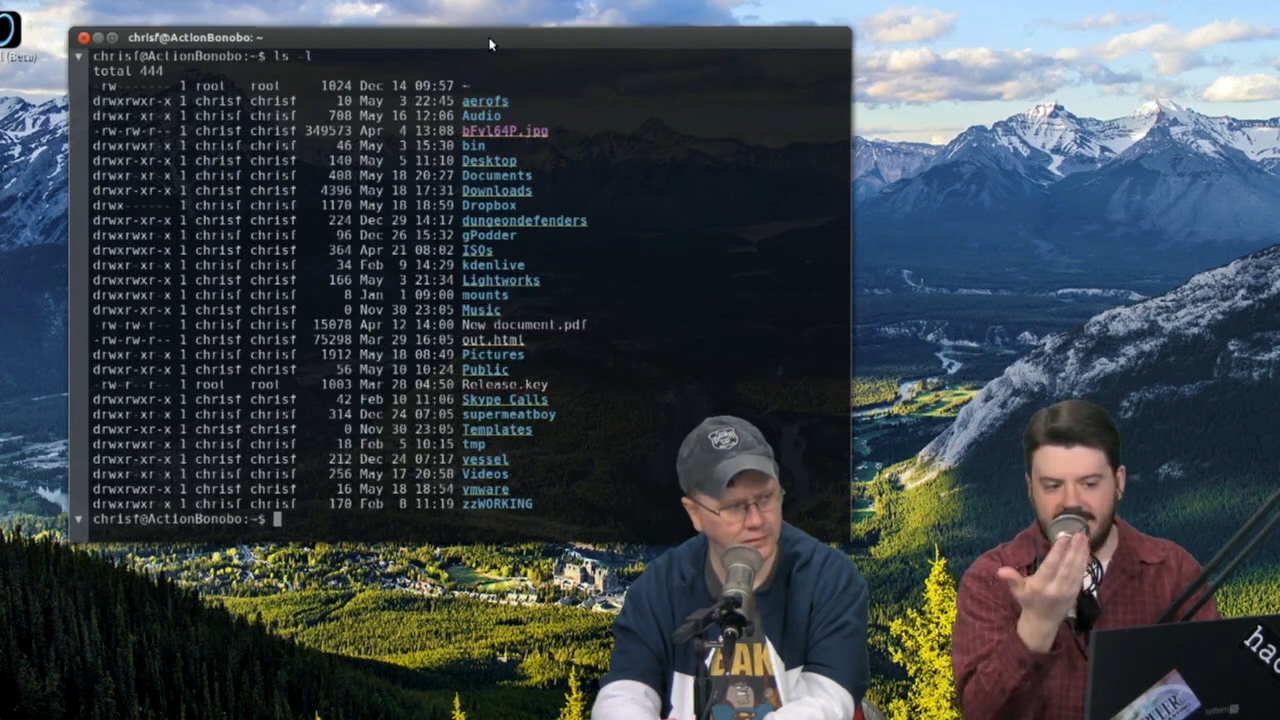 l (Beta)
chrisf@ActionBonobo: ~
chrisf@ActionBonobo:~$ ls -l
total 444
-rw------- 1 root root 1024 Dec 14 09:57 ~
drwxrwxr-x 1 chrisf chrisf 10 May 3 22:45 aerofs
drwxrwxr-x 1 chrisf chrisf 708 May 16 12:06 Audio
-rw-rw-r-- 1 chrisf chrisf 349573 Apr 4 13:08 bFvl64P.jpg
drwxrwxr-x 1 chrisf chrisf 46 May 3 15:30 bin
drwxr-xr-x 1 chrisf chrisf 140 May 5 11:10 Desktop
drwxr-xr-x 1 chrisf chrisf 408 May 18 20:27 Documents
drwxr-xr-x 1 chrisf chrisf 4396 May 18 17:31 Downloads
drwx------ 1 chrisf chrisf 1170 May 18 18:59 Dropbox
drwxr-xr-x 1 chrisf chrisf 224 Dec 29 14:17 dungeondefenders
drwxrwxr-x 1 chrisf chrisf 96 Dec 26 15:32 gPodder
drwxrwxr-x 1 chrisf chrisf 364 Apr 21 08:02 ISOs
drwxr-xr-x 1 chrisf chrisf 34 Feb 9 14:29 kdenlive
drwxrwxr-x 1 chrisf chrisf 166 May 3 21:34 Lightworks
drwxrwxr-x 1 chrisf chrisf 8 Jan 1 09:00 mounts
drwxr-xr-x 1 chrisf chrisf 0 Nov 30 23:05 Music
-rw-rw-r-- 1 chrisf chrisf 15078 Apr 12 14:00 New document.pdf
-rw-rw-r-- 1 chrisf chrisf 75298 Mar 29 16:05 out.html
drwxr-xr-x 1 chrisf chrisf 1912 May 18 08:49 Pictures
drwxr-xr-x 1 chrisf chrisf 56 May 10 10:24 Public
-rw-r--r-- 1 root root 1003 Mar 28 04:50 Release.key
drwxrwxr-x 1 chrisf chrisf 42 Feb 10 11:06 Skype Calls
drwxr-xr-x 1 chrisf chrisf 314 Dec 24 07:05 supermeatboy
drwxr-xr-x 1 chrisf chrisf 0 Nov 30 23:05 Templates
drwxrwxr-x 1 chrisf chrisf 18 Feb 5 10:15 tmp
drwxr-xr-x 1 chrisf chrisf 212 Dec 24 07:17 vessel
drwxr-xr-x 1 chrisf chrisf 256 May 17 20:58 Videos
drwxrwxr-x 1 chrisf chrisf 16 May 18 18:54 vmware
drwxrwxr-x 1 chrisf chrisf 170 Feb 8 11:19 zzWORKING
chrisf@ActionBonobo:~$
EAK
hac